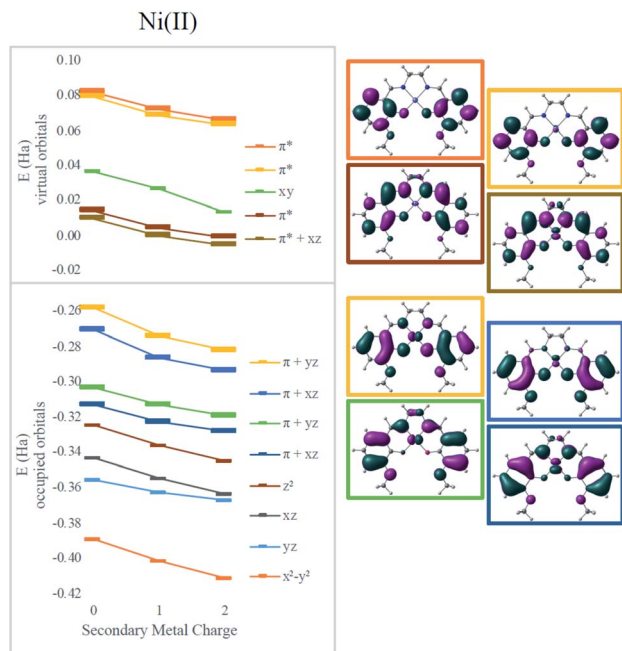 Ni(II)
0.10
0.08
0.06
0.04
0.02
0.00
-0.02
E (Ha)
virtual orbitals
π*
π*
xy
π*
π* + xz
-0.26
-0.28
-0.30
-0.32
-0.34
-0.36
-0.38
-0.40
-0.42
E (Ha)
occupied orbitals
π + yz
π + xz
π + yz
π + xz
z²
xz
yz
x²-y²
0 1 2
Secondary Metal Charge